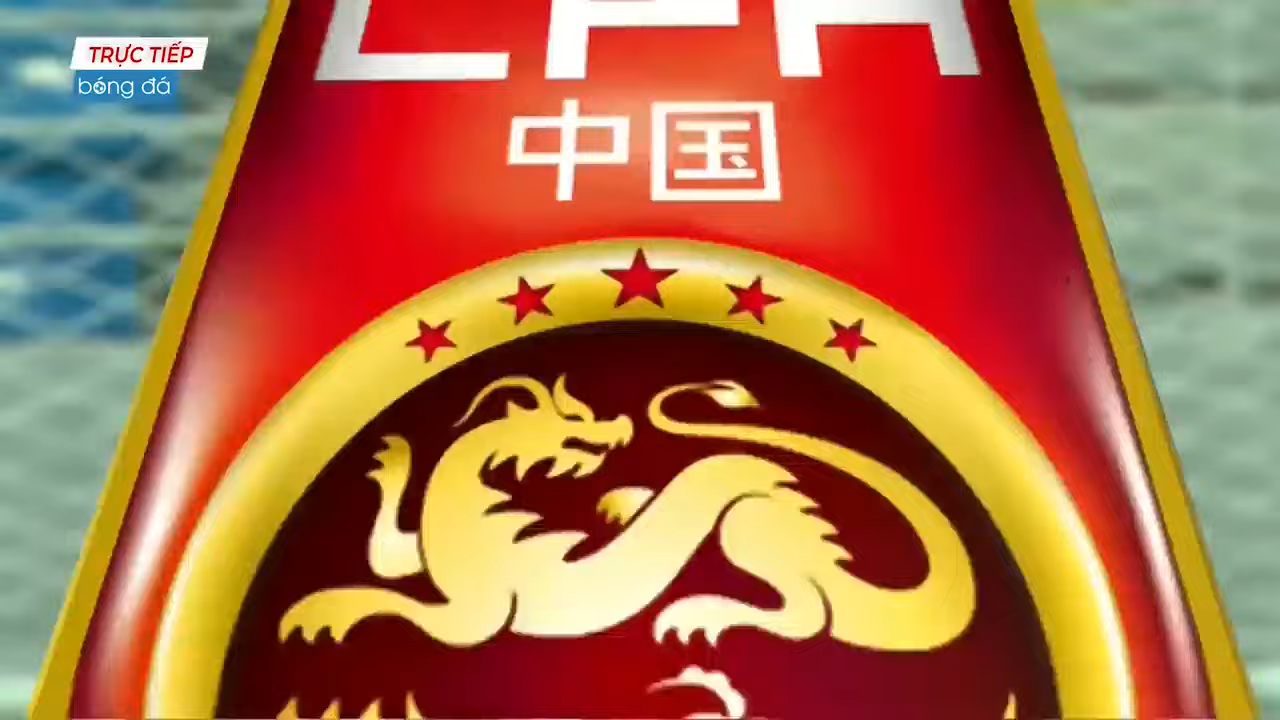 TRỰC TIẾP
bóng đá
中国